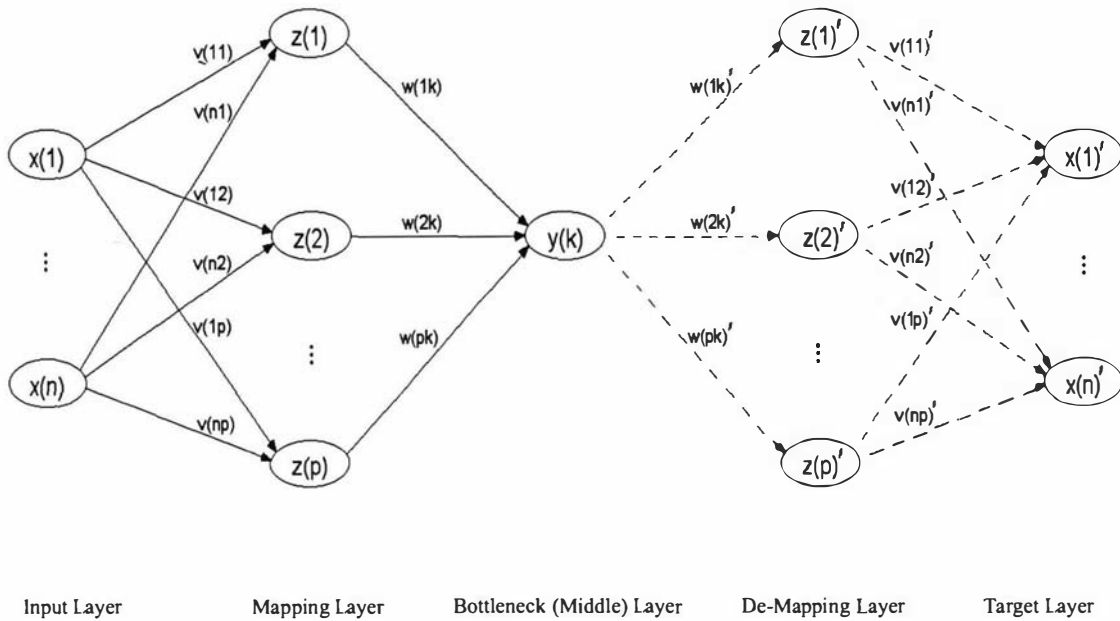 z(1)
z(1)′
v(11)
v(11)′
w(1k)
w(1k)′
v(n1)
v(n1)′
x(1)
x(1)′
v(12)
v(12)′
z(2)
w(2k)
y(k)
w(2k)′
z(2)′
⋮
v(n2)
v(n2)′
⋮
v(1p)
v(1p)′
w(pk)
w(pk)′
⋮
⋮
x(n)
x(n)′
v(np)
v(np)′
z(p)
z(p)′
Input Layer Mapping Layer Bottleneck (Middle) Layer De-Mapping Layer Target Layer